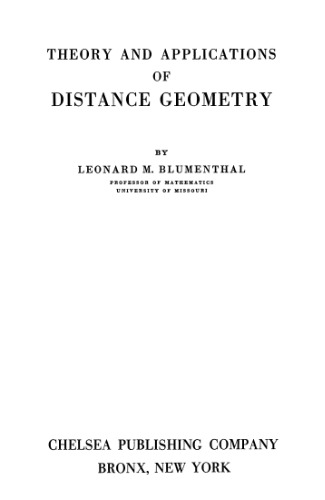 THEORY AND APPLICATIONS
OF
DISTANCE GEOMETRY
BY
LEONARD M. BLUMENTHAL
PROFESSOR OF MATHEMATICS
UNIVERSITY OF MISSOURI
CHELSEA PUBLISHING COMPANY
BRONX, NEW YORK